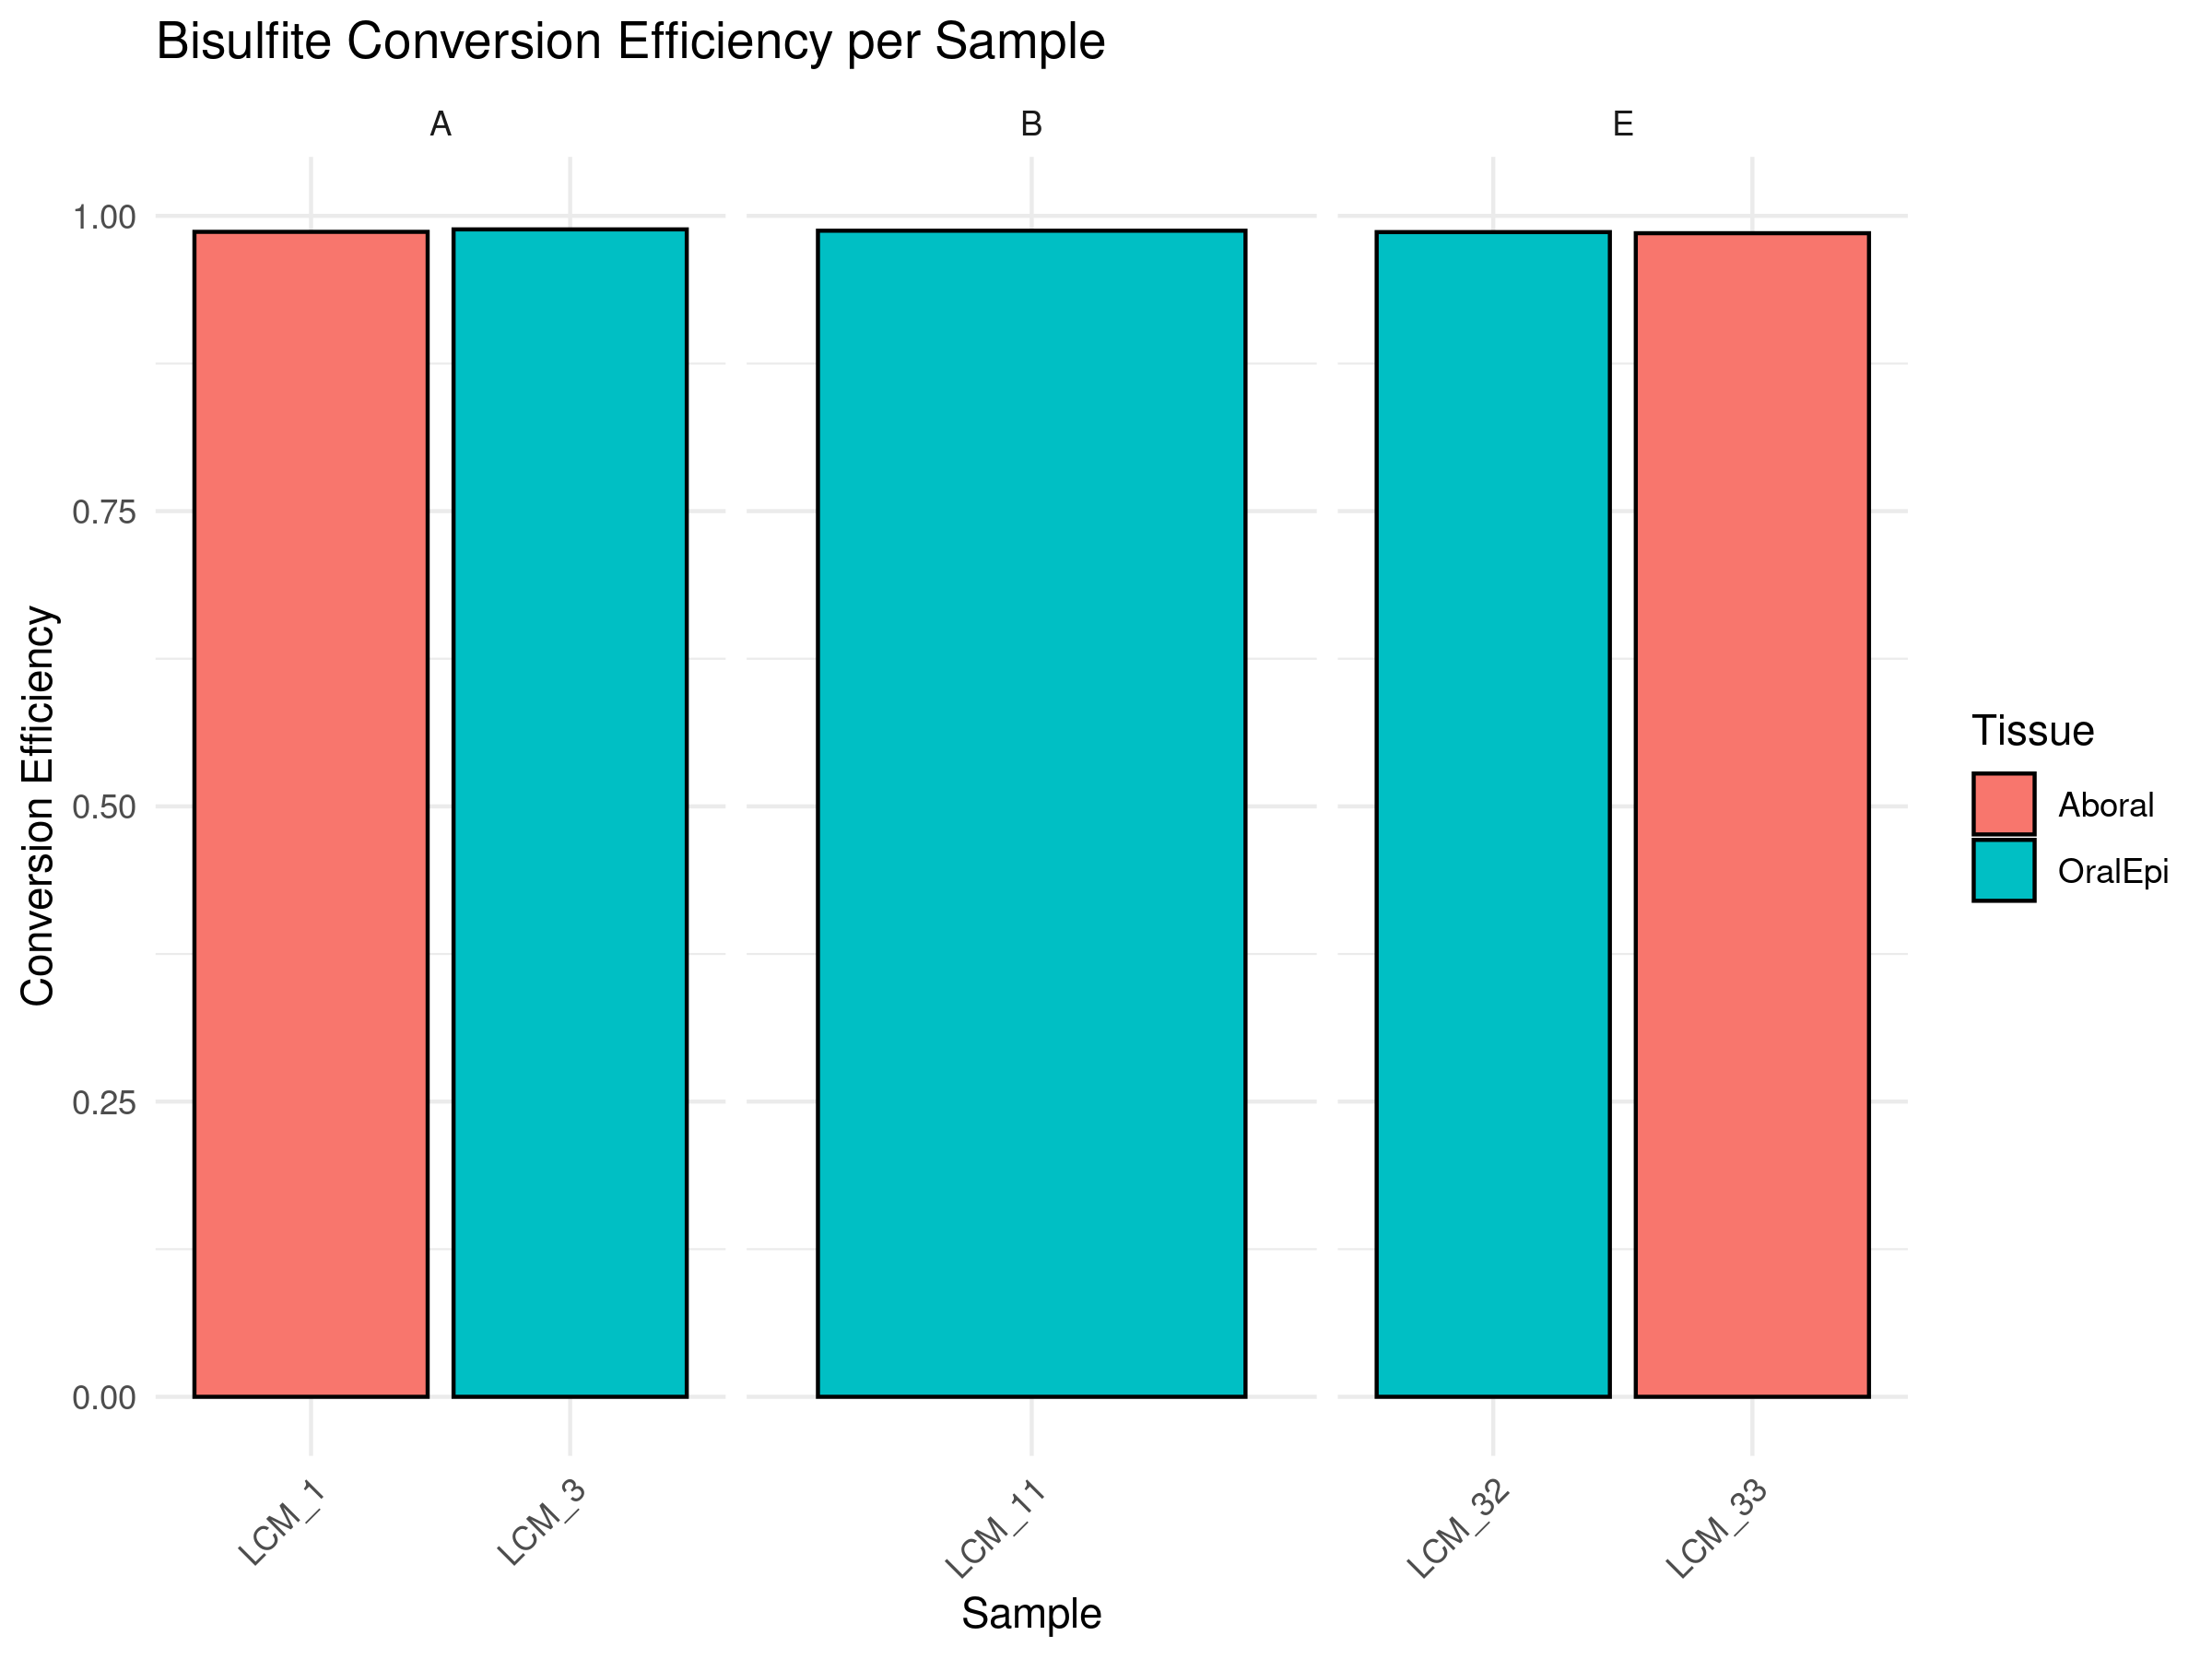 Bisulfite Conversion Efficiency per Sample
A
B
E
1.00
0.75
0.50
0.25
0.00
Conversion Efficiency
LCM_1
LCM_3
LCM_11
LCM_32
LCM_33
Sample
Tissue
Aboral
OralEpi